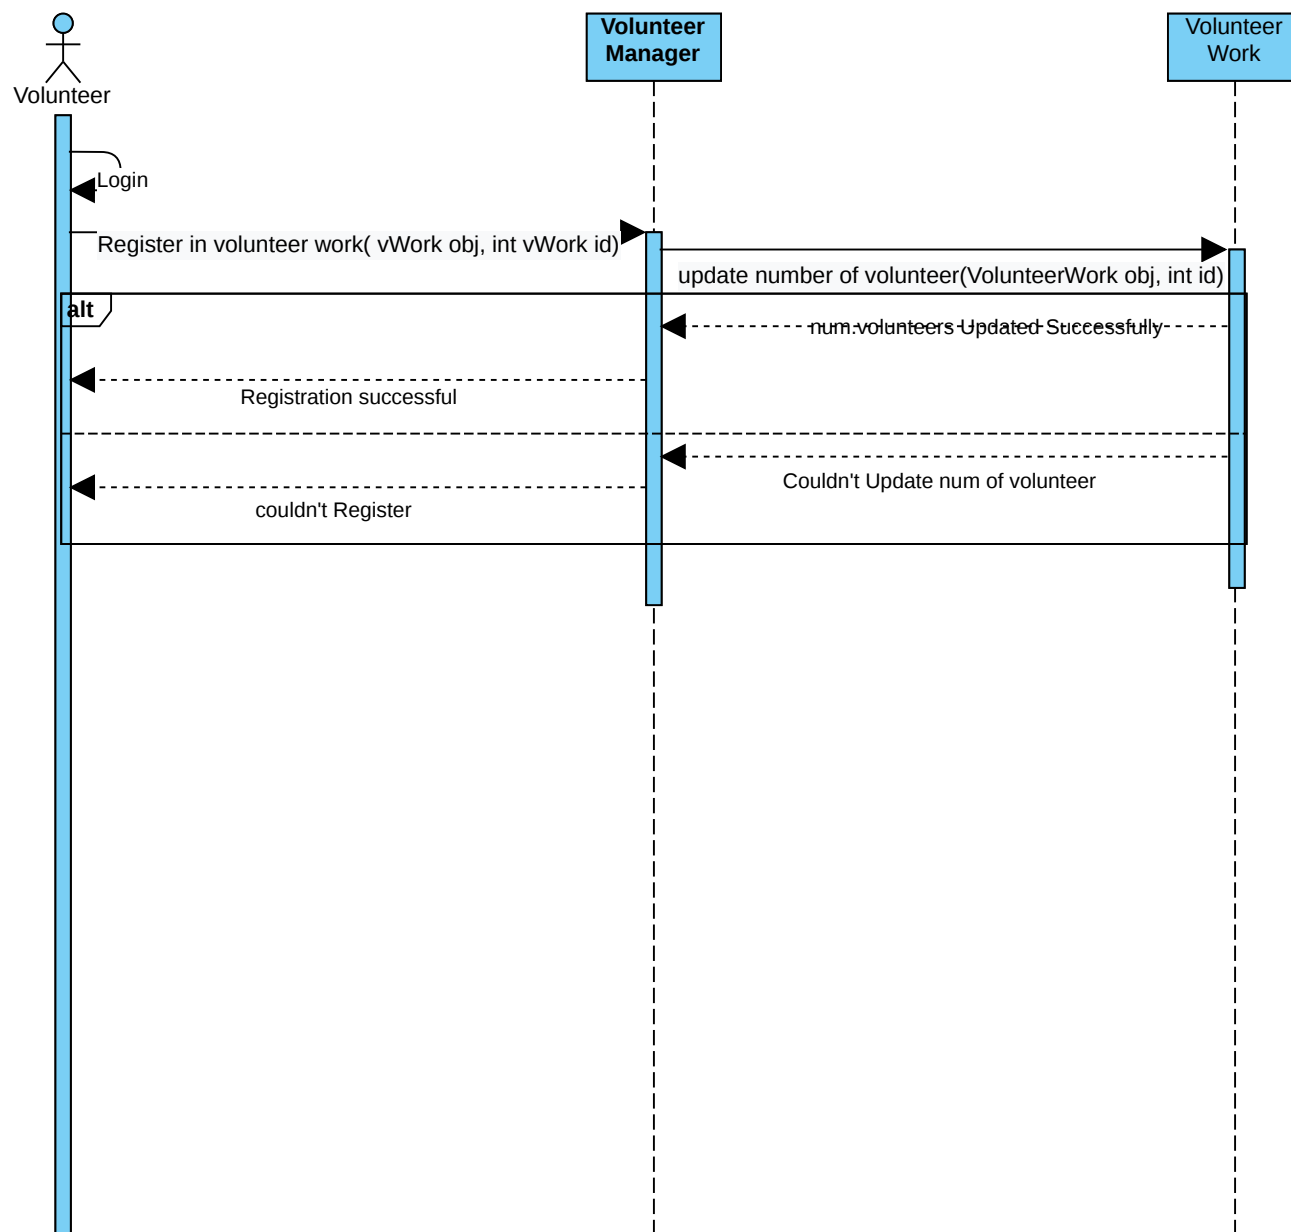 Volunteer
Manager
Volunteer
Work
Volunteer
Login
Register in volunteer work( vWork obj, int vWork id)
update number of volunteer(VolunteerWork obj, int id)
alt
num.volunteers Updated Successfully
Registration successful
Couldn't Update num of volunteer
couldn't Register